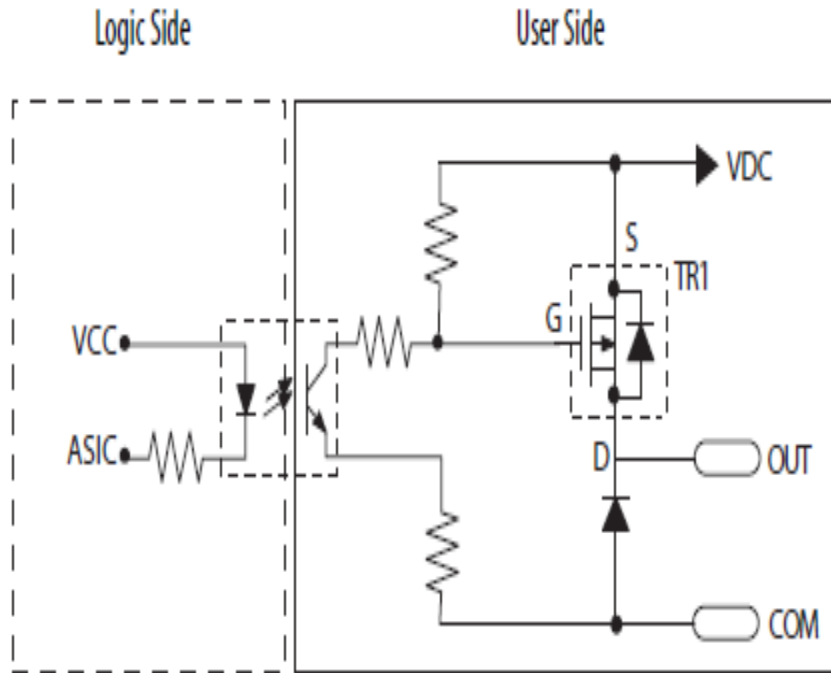 Logic Side
User Side
VDC
S
TR1
G
VCC
ASIC
D
OUT
COM